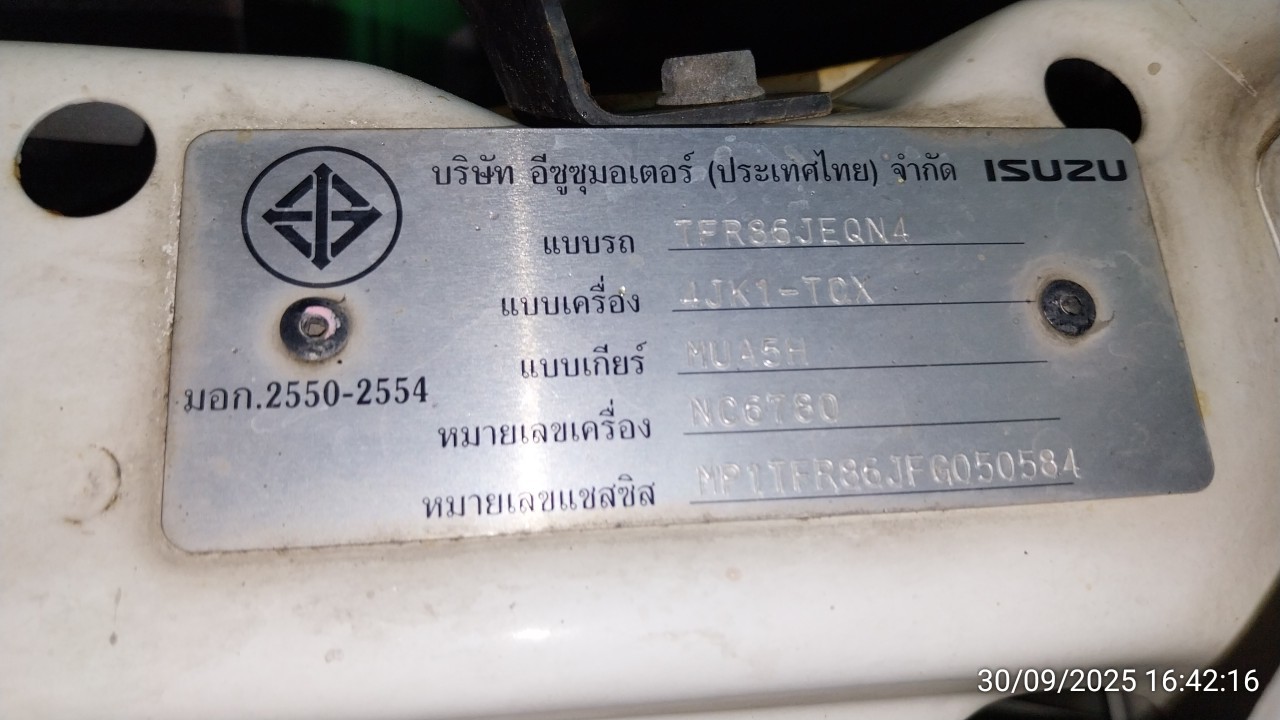 บริษัท อีซูซุมอเตอร์ (ประเทศไทย) จำกัด ISUZU
แบบรถ TFR86JEQN4
แบบเครื่อง 4JK1-TCX
แบบเกียร์ MUA5H
มอก.2550-2554
หมายเลขเครื่อง NC6780
หมายเลขแชสซิส MP1TFR86JFG050584
30/09/2025 16:42:16